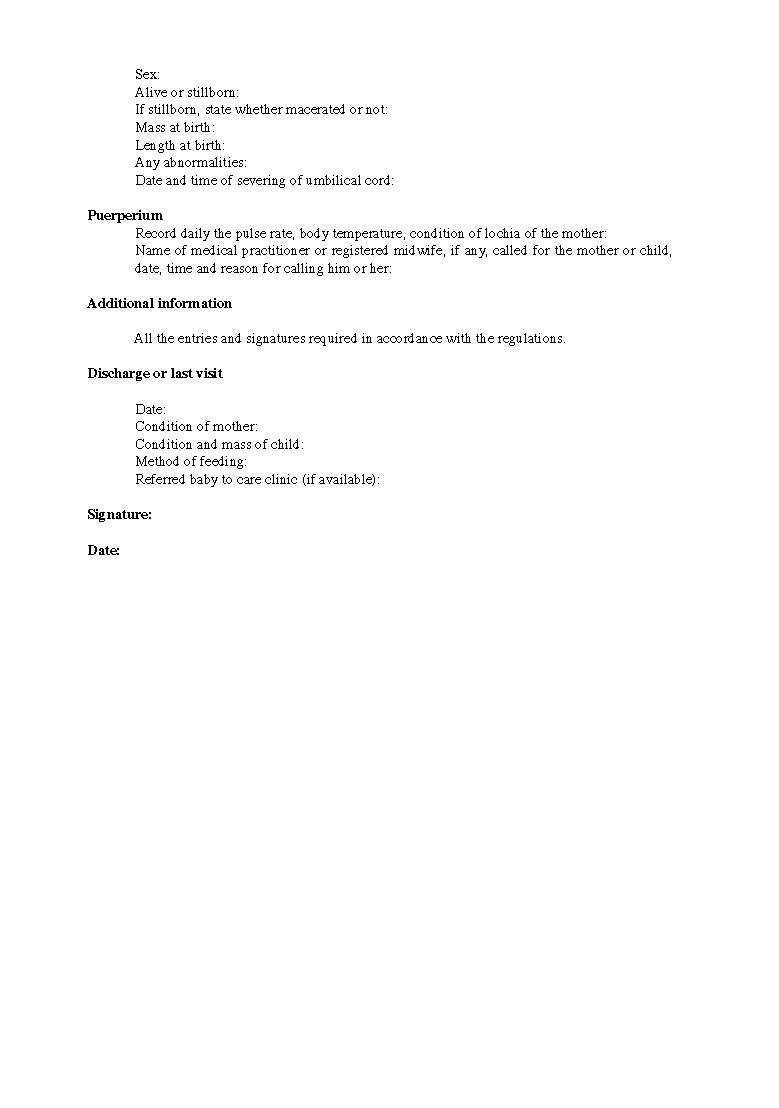 Sex:
Alive or stillborn:
If stillborn, state whether macerated or not:
Mass at birth:
Length at birth:
Any abnormalities:
Date and time of severing of umbilical cord:
Puerperium
Record daily the pulse rate, body temperature, condition of lochia of the mother:
Name of medical practitioner or registered midwife, if any, called for the mother or child,
date, time and reason for calling him or her:
Additional information
All the entries and signatures required in accordance with the regulations.
Discharge or last visit
Date:
Condition of mother:
Condition and mass of child:
Method of feeding:
Referred baby to care clinic (if available):
Signature:
Date: